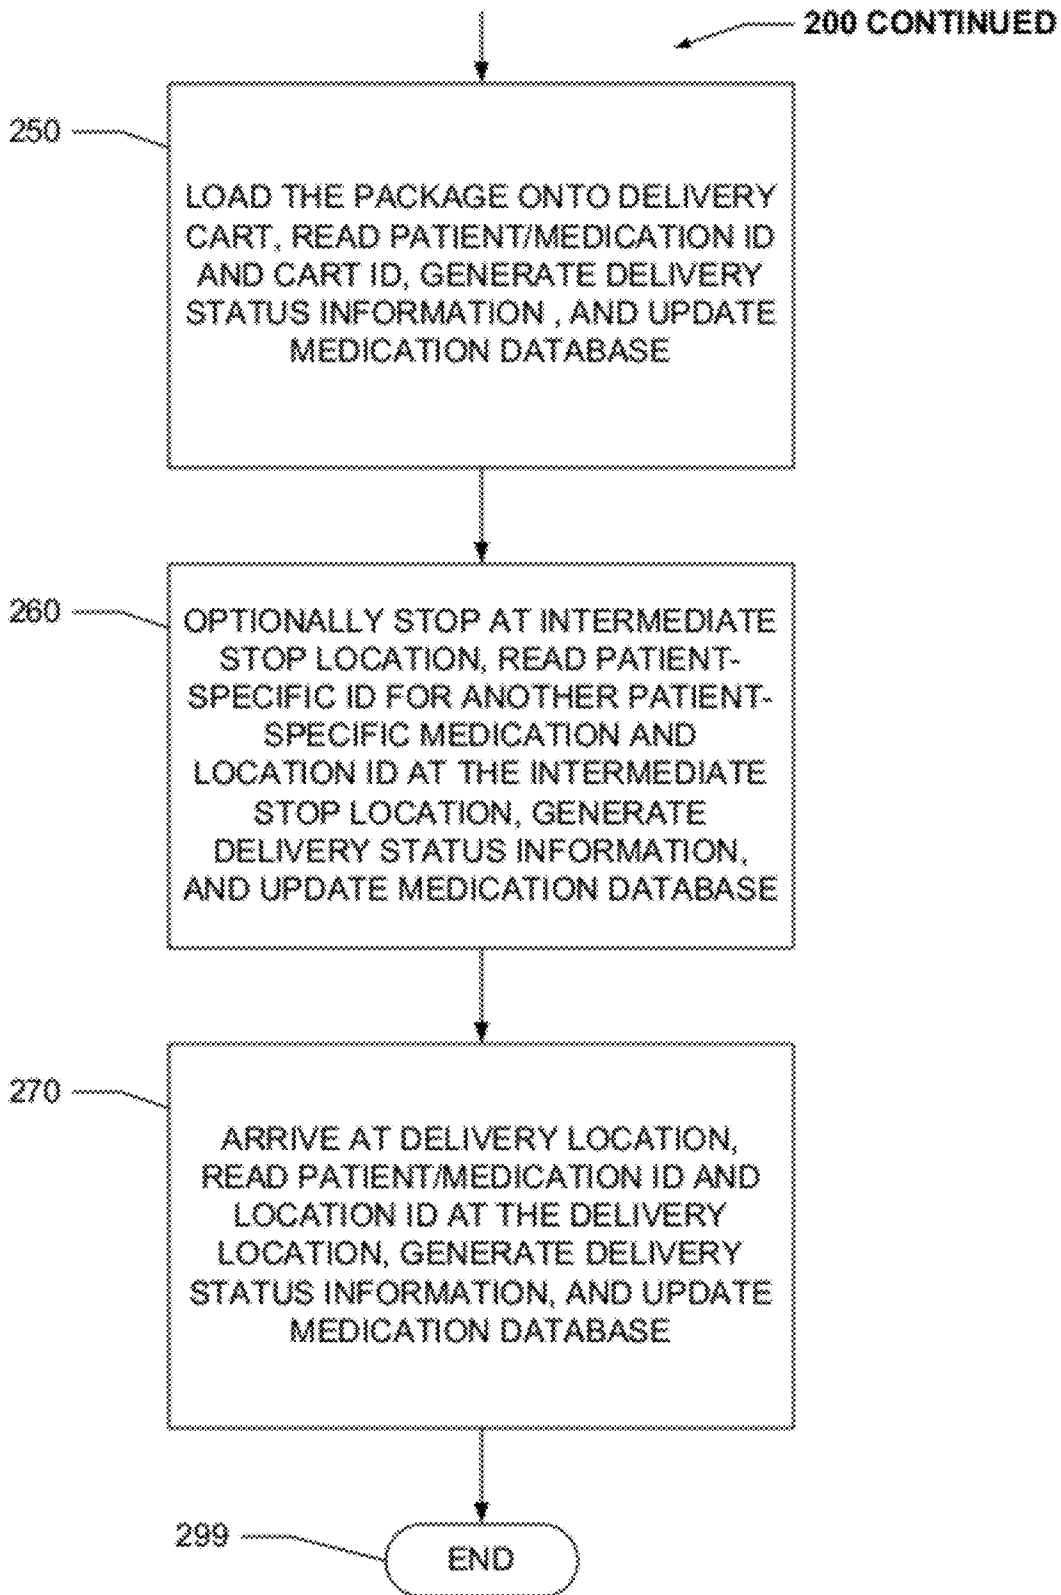 200 CONTINUED
250
LOAD THE PACKAGE ONTO DELIVERY
CART, READ PATIENT/MEDICATION ID
AND CART ID, GENERATE DELIVERY
STATUS INFORMATION , AND UPDATE
MEDICATION DATABASE
260
OPTIONALLY STOP AT INTERMEDIATE
STOP LOCATION, READ PATIENT-
SPECIFIC ID FOR ANOTHER PATIENT-
SPECIFIC MEDICATION AND
LOCATION ID AT THE INTERMEDIATE
STOP LOCATION, GENERATE
DELIVERY STATUS INFORMATION,
AND UPDATE MEDICATION DATABASE
270
ARRIVE AT DELIVERY LOCATION,
READ PATIENT/MEDICATION ID AND
LOCATION ID AT THE DELIVERY
LOCATION, GENERATE DELIVERY
STATUS INFORMATION, AND UPDATE
MEDICATION DATABASE
299
END